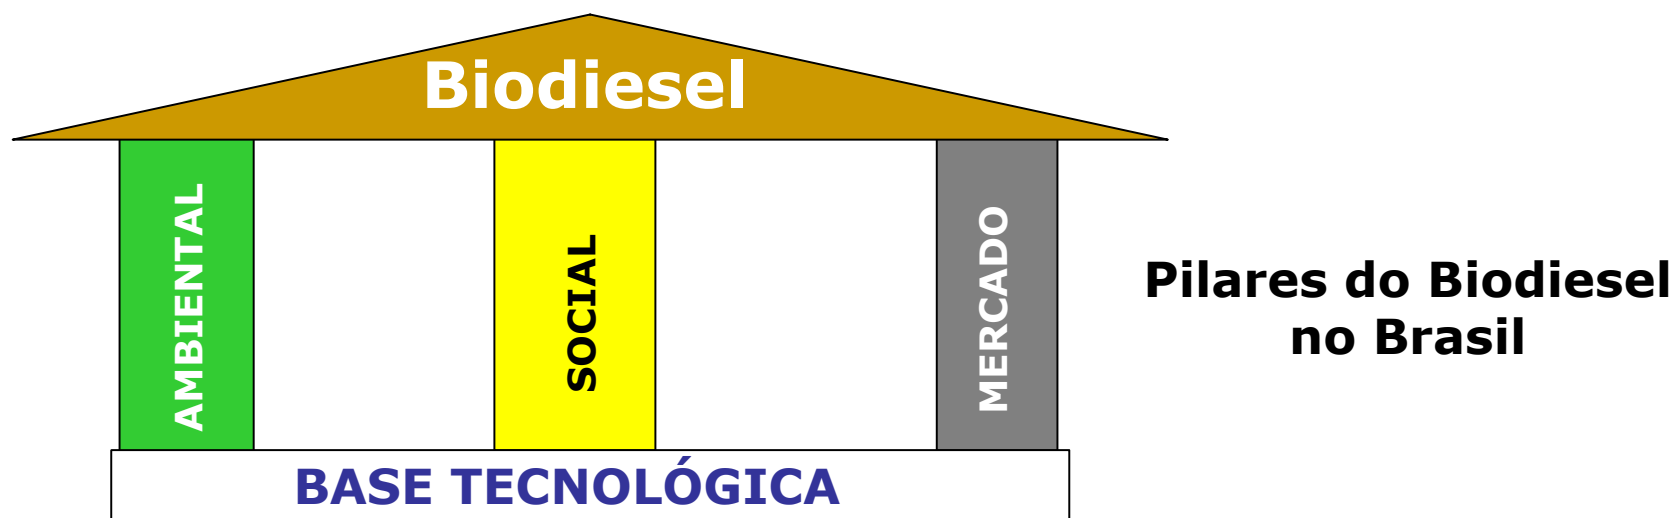 Biodiesel
AMBIENTAL
SOCIAL
MERCADO
Pilares do Biodiesel
no Brasil
BASE TECNOLÓGICA